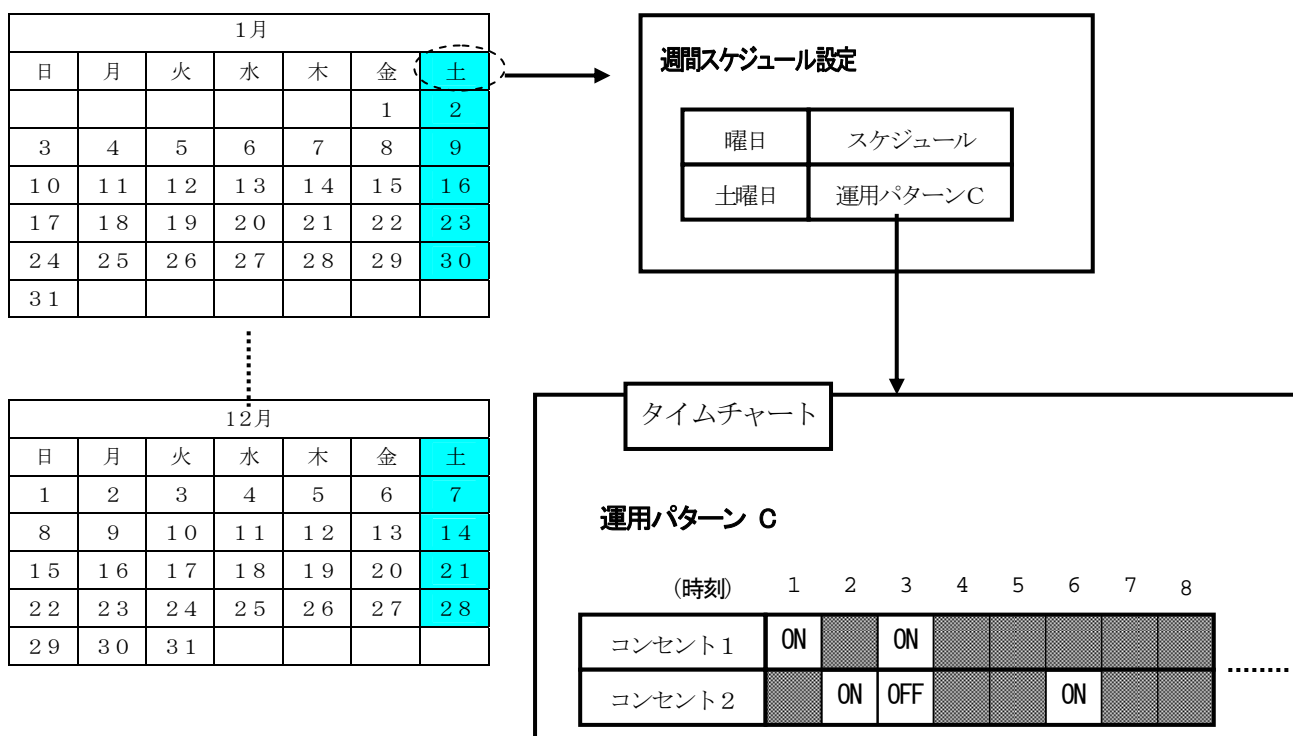 1月
日 月 火 水 木 金 土
1 2
3 4 5 6 7 8 9
10 11 12 13 14 15 16
17 18 19 20 21 22 23
24 25 26 27 28 29 30
31
週間スケジュール設定
曜日 スケジュール
土曜日 運用パターンC
12月
日 月 火 水 木 金 土
1 2 3 4 5 6 7
8 9 10 11 12 13 14
15 16 17 18 19 20 21
22 23 24 25 26 27 28
29 30 31
タイムチャート
運用パターン C
(時刻) 1 2 3 4 5 6 7 8
コンセント1 ON ON
コンセント2 ON OFF ON